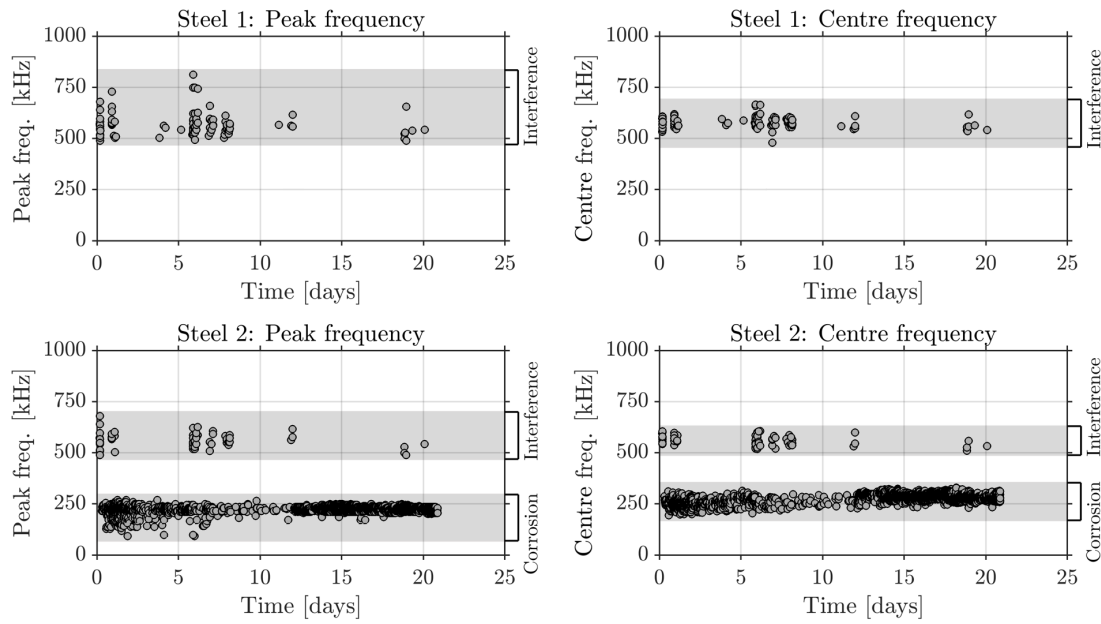 Steel 1: Peak frequency
Peak freq. [kHz]
1000
750
500
250
0
0 5 10 15 20 25
Time [days]
Interference
Steel 1: Centre frequency
Centre freq. [kHz]
1000
750
500
250
0
0 5 10 15 20 25
Time [days]
Interference
Steel 2: Peak frequency
Peak freq. [kHz]
1000
750
500
250
0
0 5 10 15 20 25
Time [days]
Interference
Corrosion
Steel 2: Centre frequency
Centre freq. [kHz]
1000
750
500
250
0
0 5 10 15 20 25
Time [days]
Interference
Corrosion